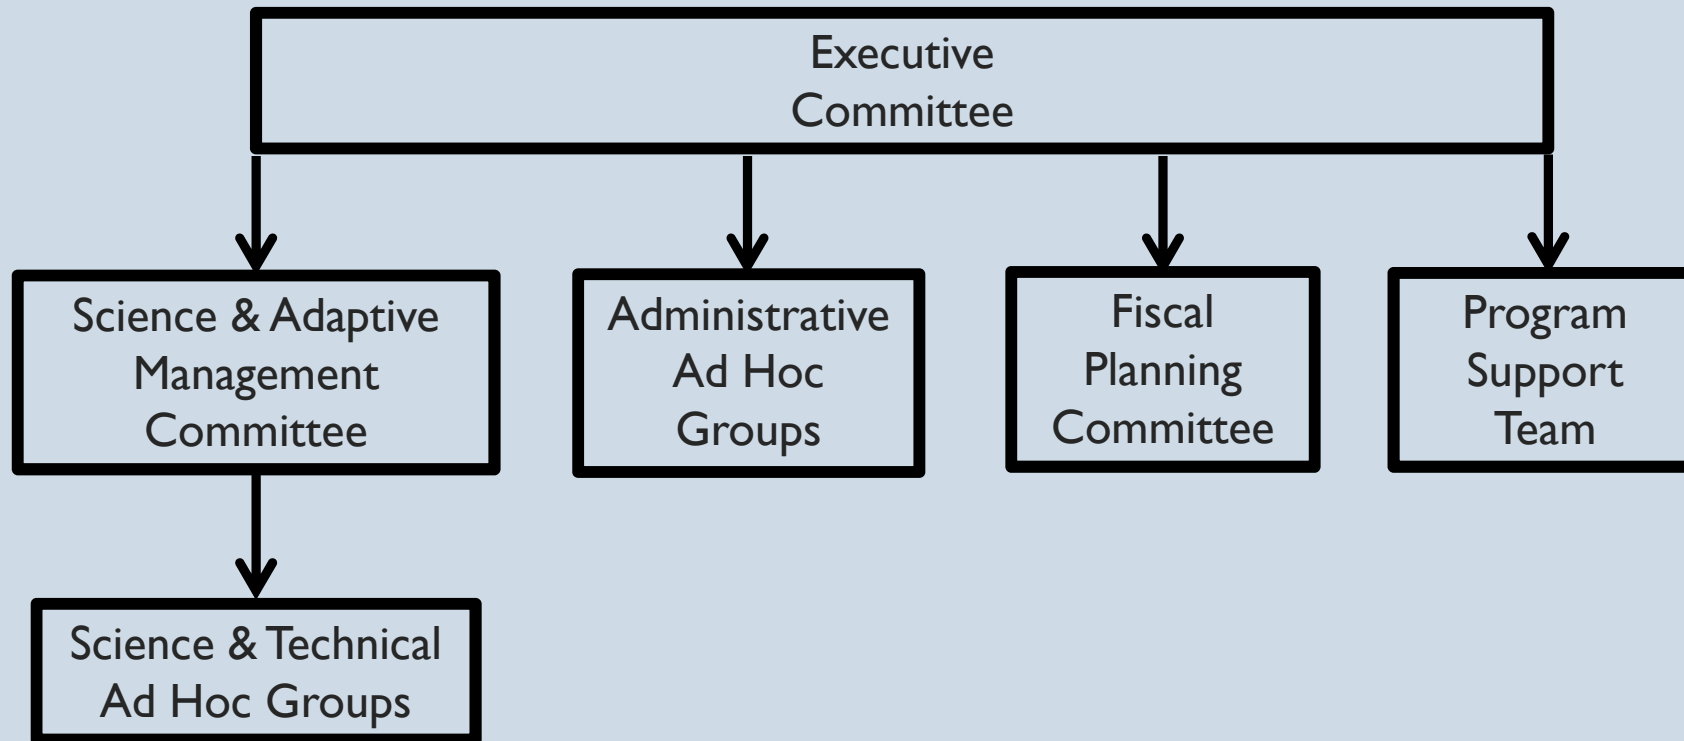 Executive
Committee
Science & Adaptive
Management
Committee
Administrative
Ad Hoc
Groups
Fiscal
Planning
Committee
Program
Support
Team
Science & Technical
Ad Hoc Groups